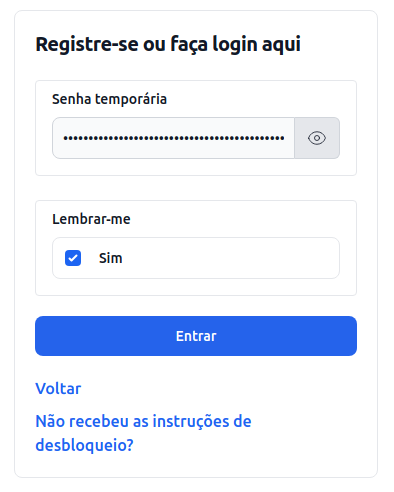 Registre-se ou faça login aqui
Senha temporária
Lembrar-me
Sim
Entrar
Voltar
Não recebeu as instruções de
desbloqueio?